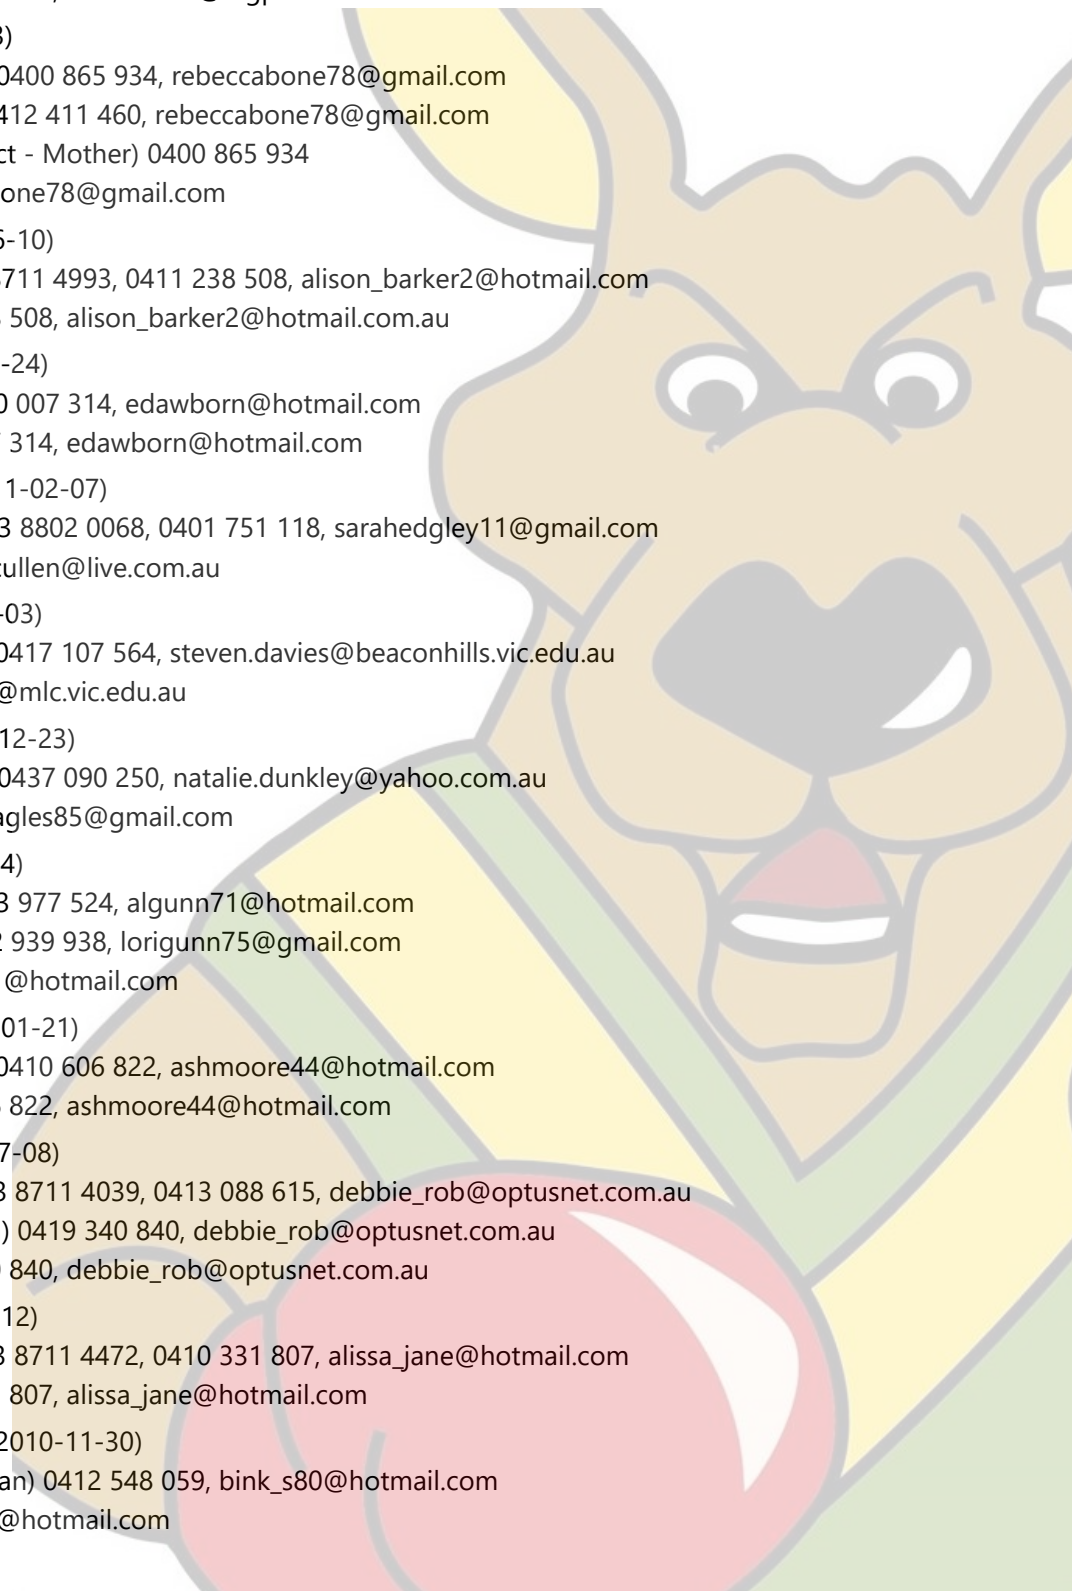 3)
0400 865 934, rebeccabone78@gmail.com
412 411 460, rebeccabone78@gmail.com
ct - Mother) 0400 865 934
one78@gmail.com
6-10)
711 4993, 0411 238 508, alison_barker2@hotmail.com
508, alison_barker2@hotmail.com.au
-24)
0 007 314, edawborn@hotmail.com
314, edawborn@hotmail.com
1-02-07)
3 8802 0068, 0401 751 118, sarahedgley11@gmail.com
cullen@live.com.au
-03)
0417 107 564, steven.davies@beaconhills.vic.edu.au
@mlc.vic.edu.au
12-23)
0437 090 250, natalie.dunkley@yahoo.com.au
agles85@gmail.com
4)
3 977 524, algunn71@hotmail.com
2 939 938, lorigunn75@gmail.com
@hotmail.com
01-21)
0410 606 822, ashmoore44@hotmail.com
822, ashmoore44@hotmail.com
7-08)
3 8711 4039, 0413 088 615, debbie_rob@optusnet.com.au
) 0419 340 840, debbie_rob@optusnet.com.au
840, debbie_rob@optusnet.com.au
12)
3 8711 4472, 0410 331 807, alissa_jane@hotmail.com
807, alissa_jane@hotmail.com
2010-11-30)
an) 0412 548 059, bink_s80@hotmail.com
@hotmail.com